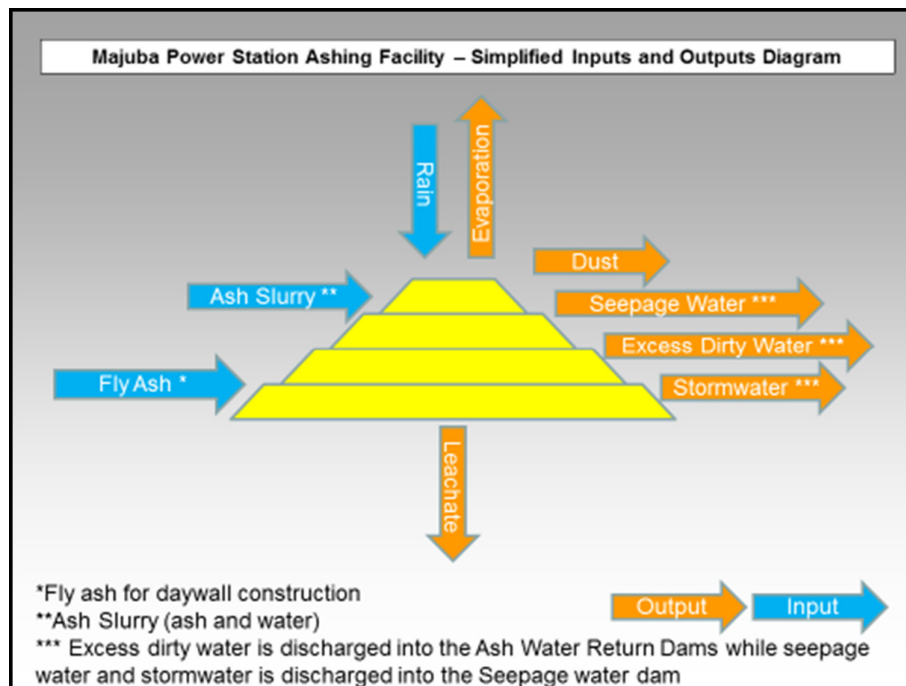 Majuba Power Station Ashing Facility – Simplified Inputs and Outputs Diagram
Rain
Evaporation
Dust
Ash Slurry **
Seepage Water ***
Excess Dirty Water ***
Fly Ash *
Stormwater ***
Leachate
*Fly ash for daywall construction
**Ash Slurry (ash and water)
Output
Input
*** Excess dirty water is discharged into the Ash Water Return Dams while seepage
water and stormwater is discharged into the Seepage water dam